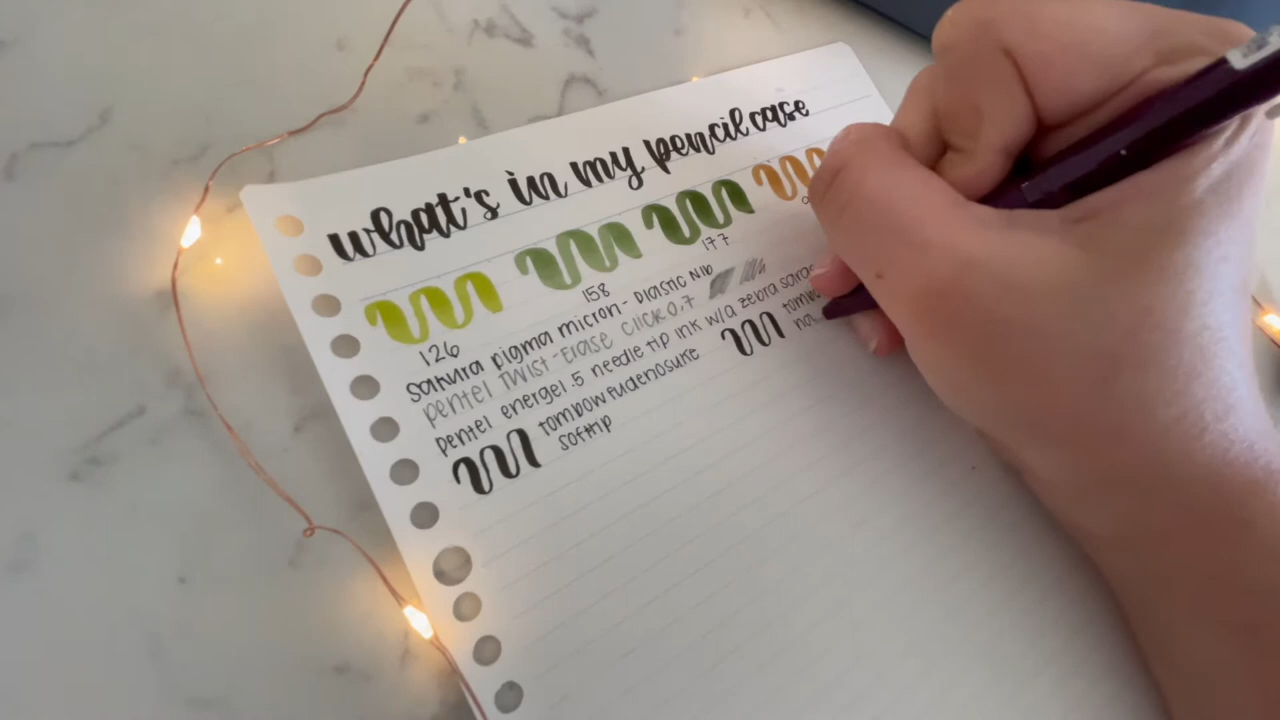 what's in my pencil case
126 158 177
sakura pigma micron - plastic nib
pentel twist-erase click 0.7
pentel energel .5 needle tip ink w/a zebra
tombow fudenosuke
soft tip